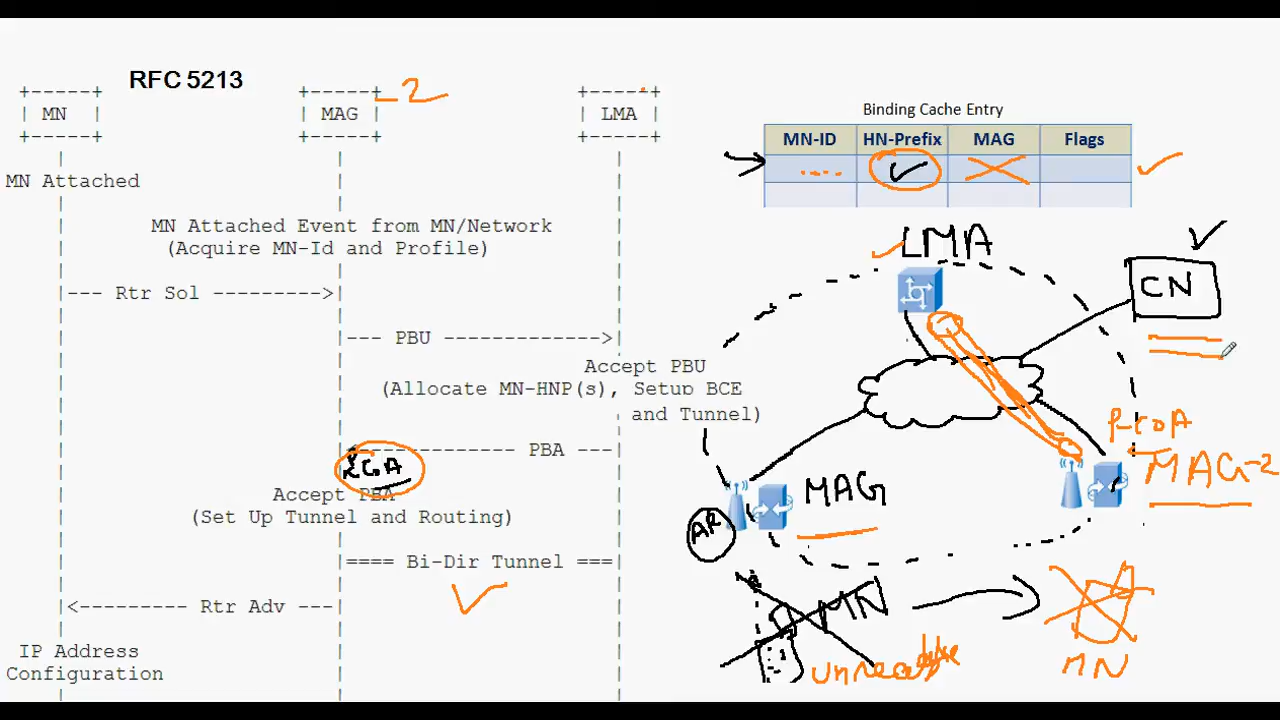 RFC 5213
+-----+ +-----+ +-----+
| MN | | MAG | -2 | LMA |
+-----+ +-----+ +-----+
MN Attached
MN Attached Event from MN/Network
(Acquire MN-Id and Profile)
|--- Rtr Sol --------->|
|--- PBU ------------->|
Accept PBU
(Allocate MN-HNP(s), Setup BCE
and Tunnel)
|<------------- PBA ---|
Accept PBA
(Set Up Tunnel and Routing)
|==== Bi-Dir Tunnel ===|
|<-------- Rtr Adv ---|
IP Address
Configuration
Binding Cache Entry
MN-ID HN-Prefix MAG Flags
LMA
CN
MAG
AR
MAG-2
MN
MN